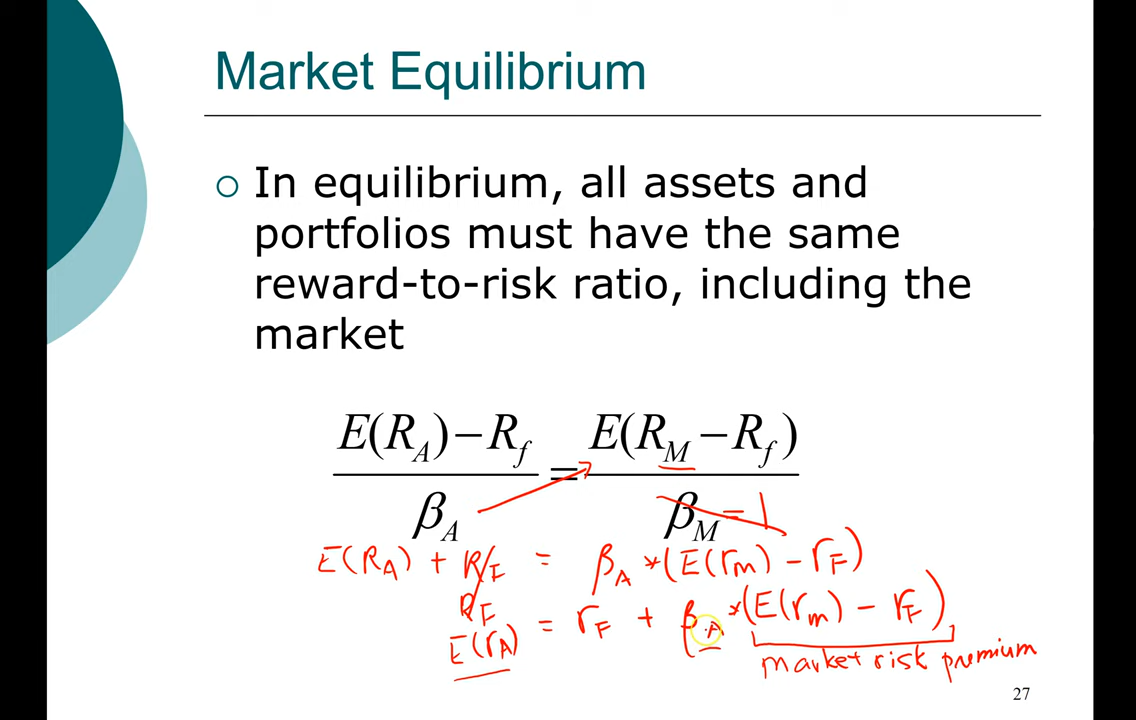 Market Equilibrium
In equilibrium, all assets and
portfolios must have the same
reward-to-risk ratio, including the
market
E(R_A) − R_f / β_A = E(R_M − R_f) / β_M = 1
E(R_A) + R_F = β_A * (E(r_m) − r_F)
R_F
E(r_A) = r_F + β_A * (E(r_m) − r_F)
market risk premium
27